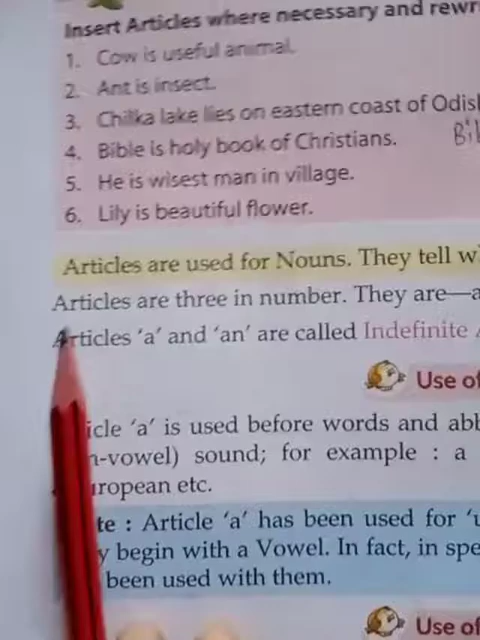 Insert Articles where necessary and rewr
1. Cow is useful animal.
2. Ant is insect.
3. Chilka lake lies on eastern coast of Odis
4. Bible is holy book of Christians.
5. He is wisest man in village.
6. Lily is beautiful flower.
Articles are used for Nouns. They tell w
Articles are three in number. They are—a
Articles 'a' and 'an' are called Indefinite
Use of
icle 'a' is used before words and abb
n-vowel) sound; for example : a
uropean etc.
te : Article 'a' has been used for 'u
y begin with a Vowel. In fact, in spe
been used with them.
Use of